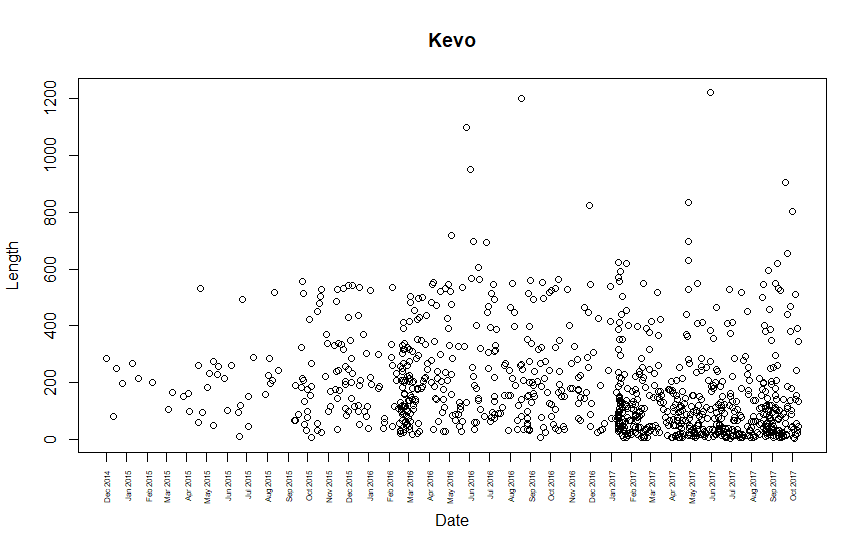 Kevo
Length
0
200
400
600
800
1000
1200
Dec 2014
Jan 2015
Feb 2015
Mar 2015
Apr 2015
May 2015
Jun 2015
Jul 2015
Aug 2015
Sep 2015
Oct 2015
Nov 2015
Dec 2015
Jan 2016
Feb 2016
Mar 2016
Apr 2016
May 2016
Jun 2016
Jul 2016
Aug 2016
Sep 2016
Oct 2016
Nov 2016
Dec 2016
Jan 2017
Feb 2017
Mar 2017
Apr 2017
May 2017
Jun 2017
Jul 2017
Aug 2017
Sep 2017
Oct 2017
Date